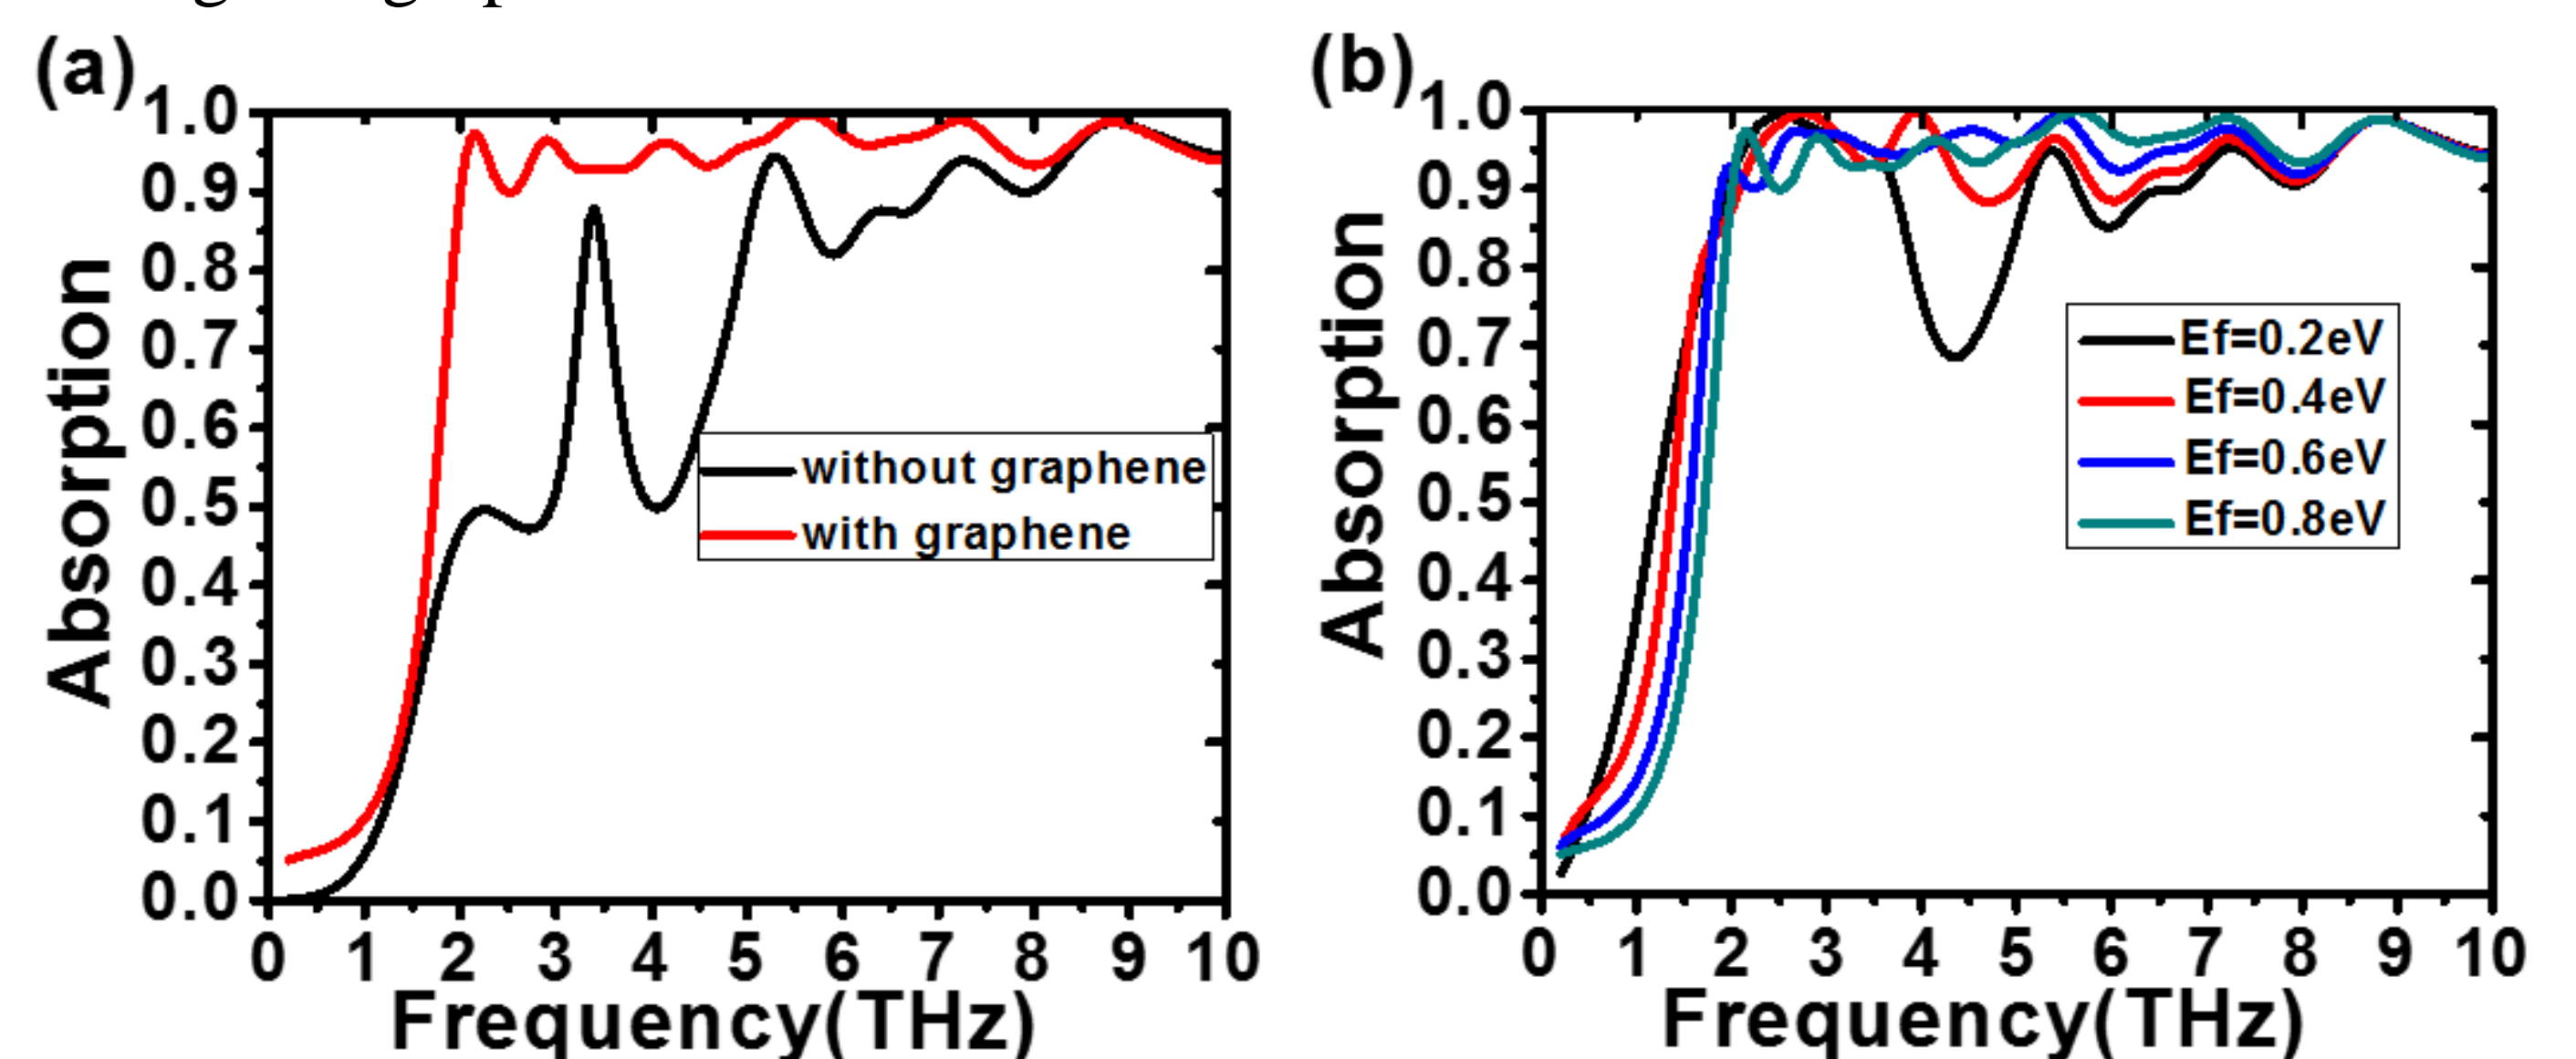 (a)
1.0
0.9
0.8
0.7
0.6
0.5
0.4
0.3
0.2
0.1
0.0
Absorption
without graphene
with graphene
0 1 2 3 4 5 6 7 8 9 10
Frequency(THz)
(b)
1.0
0.9
0.8
0.7
0.6
0.5
0.4
0.3
0.2
0.1
0.0
Absorption
Ef=0.2eV
Ef=0.4eV
Ef=0.6eV
Ef=0.8eV
0 1 2 3 4 5 6 7 8 9 10
Frequency(THz)